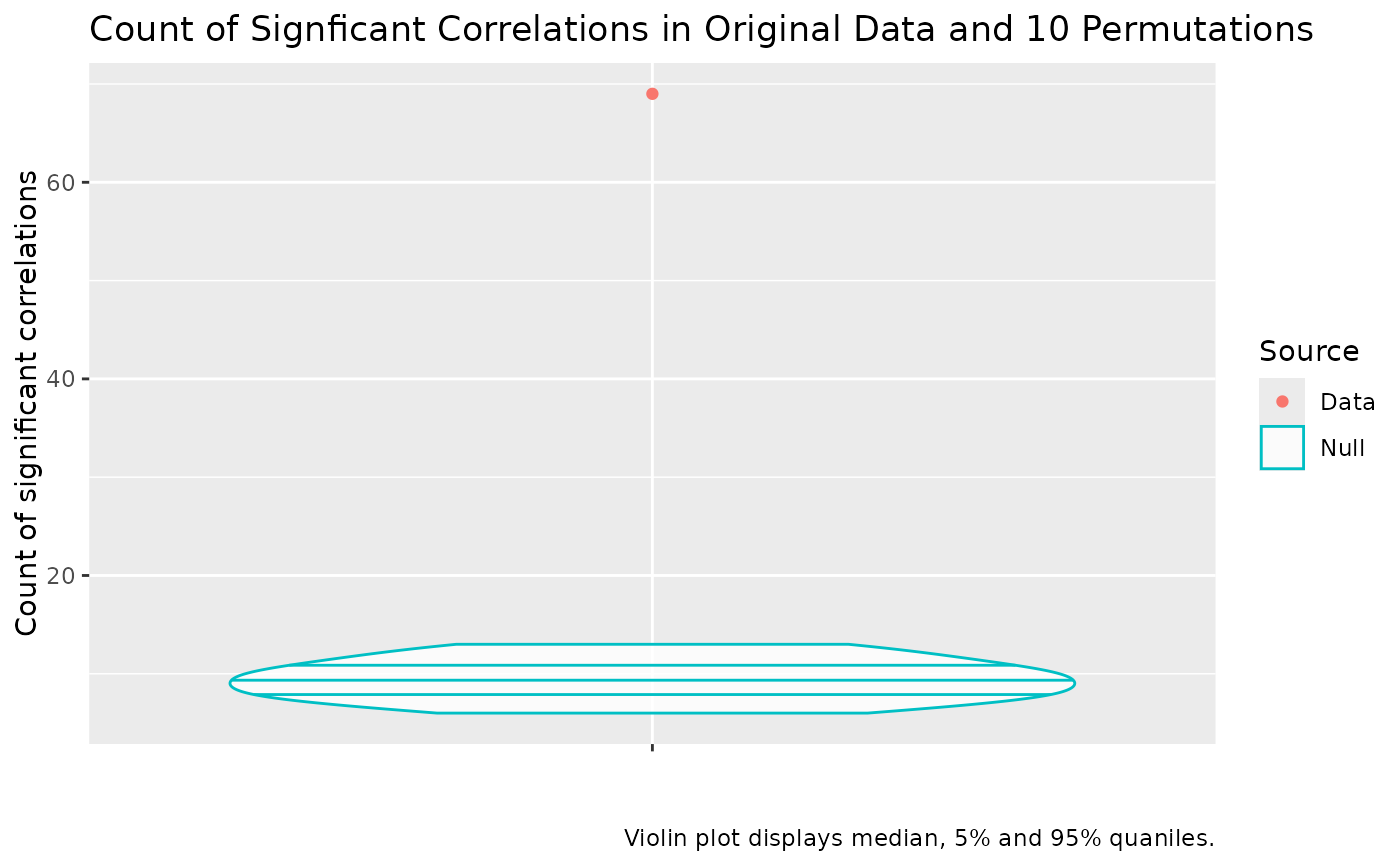 Count of Signficant Correlations in Original Data and 10 Permutations
Count of significant correlations
60
40
20
Source
Data
Null
Violin plot displays median, 5% and 95% quaniles.